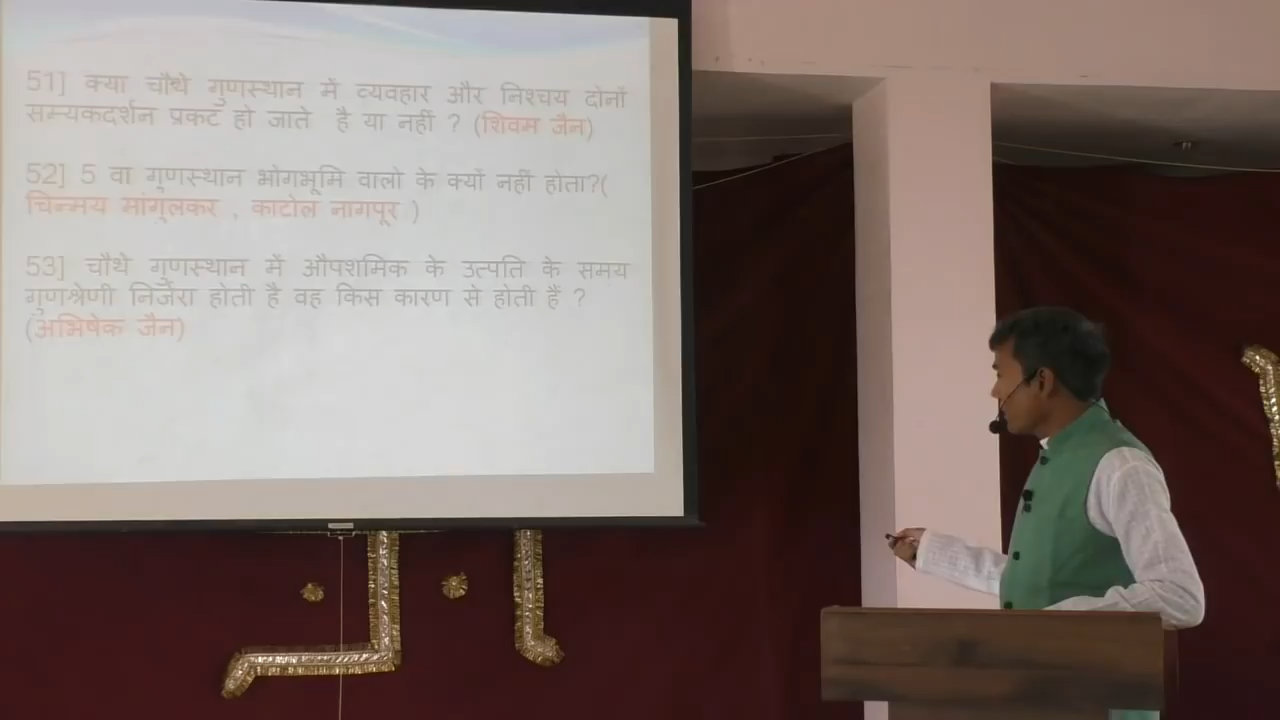 51] क्या चौथे गुणस्थान में व्यवहार और निश्चय दोनों
सम्यकदर्शन प्रकट हो जाते है या नहीं ? (शिवम जैन)
52] 5 वा गुणस्थान भोगभूमि वालो के क्यों नहीं होता?(
चिन्मय मांगुलकर , काटोल नागपूर )
53] चौथे गुणस्थान में औपशमिक के उत्पति के समय
गुणश्रेणी निर्जरा होती है वह किस कारण से होती हैं ?
(अभिषेक जैन)